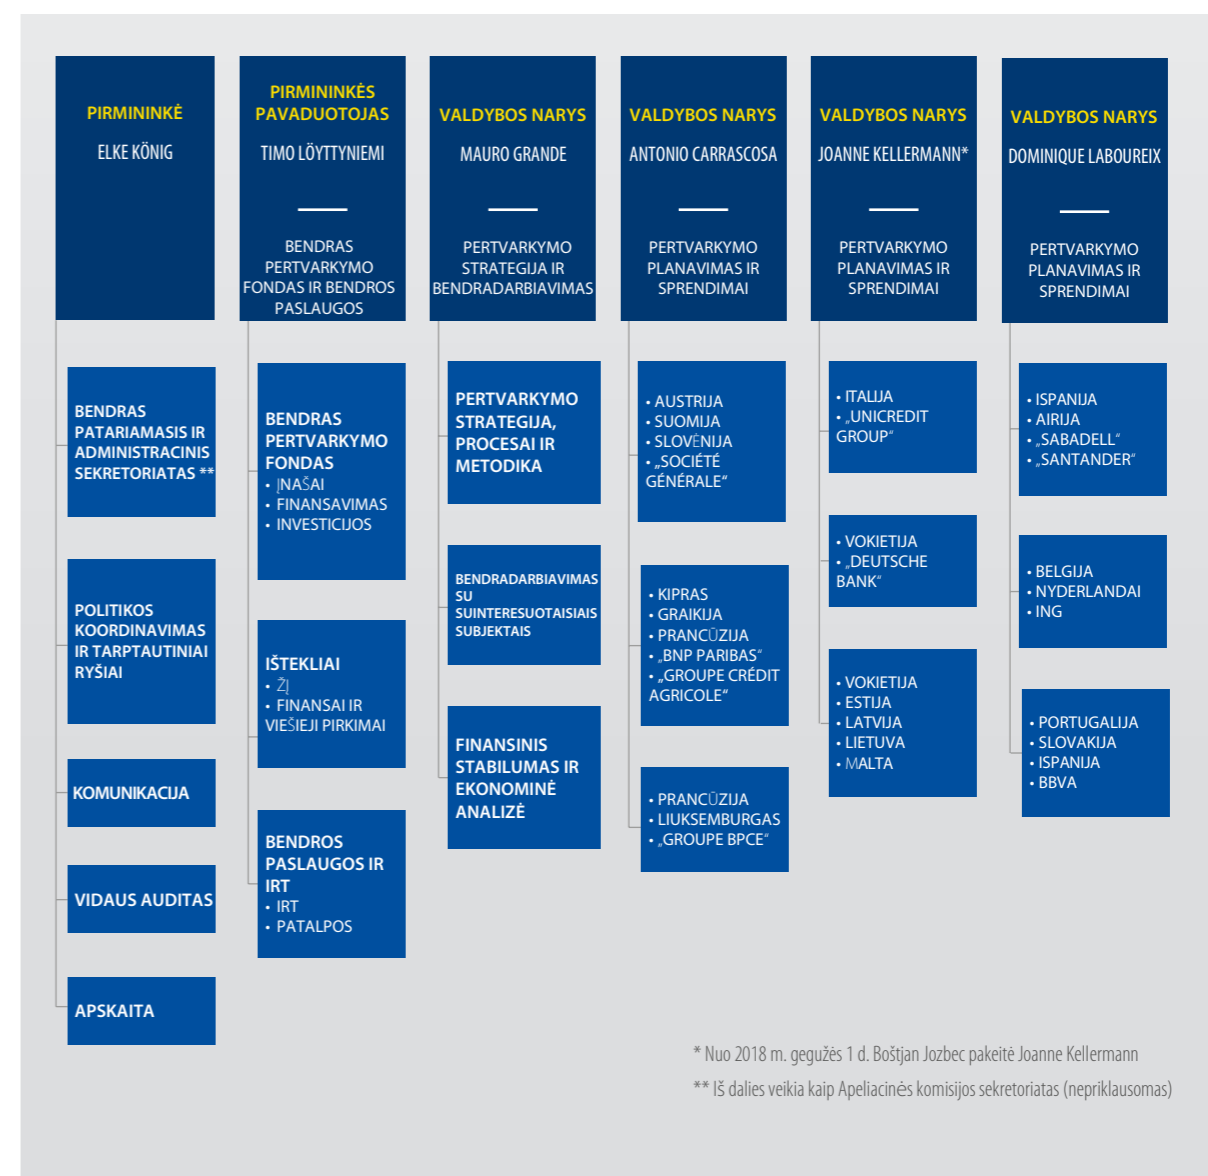 PIRMININKĖ
ELKE KÖNIG
BENDRAS
PATARIAMASIS IR
ADMINISTRACINIS
SEKRETORIATAS **
POLITIKOS
KOORDINAVIMAS
IR TARPTAUTINIAI
RYŠIAI
KOMUNIKACIJA
VIDAUS AUDITAS
APSKAITA
PIRMININKĖS
PAVADUOTOJAS
TIMO LÖYTTYNIEMI
BENDRAS
PERTVARKYMO
FONDAS IR BENDROS
PASLAUGOS
BENDRAS
PERTVARKYMO
FONDAS
• ĮNAŠAI
• FINANSAVIMAS
• INVESTICIJOS
IŠTEKLIAI
• ŽĮ
• FINANSAI IR
VIEŠIEJI PIRKIMAI
BENDROS
PASLAUGOS IR
IRT
• IRT
• PATALPOS
VALDYBOS NARYS
MAURO GRANDE
PERTVARKYMO
STRATEGIJA IR
BENDRADARBIAVIMAS
PERTVARKYMO
STRATEGIJA,
PROCESAI IR
METODIKA
BENDRADARBIAVIMAS
SU
SUINTERESUOTAISIAIS
SUBJEKTAIS
FINANSINIS
STABILUMAS IR
EKONOMINĖ
ANALIZĖ
VALDYBOS NARYS
ANTONIO CARRASCOSA
PERTVARKYMO
PLANAVIMAS IR
SPRENDIMAI
• AUSTRIJA
• SUOMIJA
• SLOVĖNIJA
• „SOCIÉTÉ
GÉNÉRALE“
• KIPRAS
• GRAIKIJA
• PRANCŪZIJA
• „BNP PARIBAS“
• „GROUPE CRÉDIT
AGRICOLE“
• PRANCŪZIJA
• LIUKSEMBURGAS
• „GROUPE BPCE“
VALDYBOS NARYS
JOANNE KELLERMANN*
PERTVARKYMO
PLANAVIMAS IR
SPRENDIMAI
• ITALIJA
• „UNICREDIT
GROUP“
• VOKIETIJA
• „DEUTSCHE
BANK“
• VOKIETIJA
• ESTIJA
• LATVIJA
• LIETUVA
• MALTA
VALDYBOS NARYS
DOMINIQUE LABOUREIX
PERTVARKYMO
PLANAVIMAS IR
SPRENDIMAI
• ISPANIJA
• AIRIJA
• „SABADELL“
• „SANTANDER“
• BELGIJA
• NYDERLANDAI
• ING
• PORTUGALIJA
• SLOVAKIJA
• ISPANIJA
• BBVA
* Nuo 2018 m. gegužės 1 d. Boštjan Jozbec pakeitė Joanne Kellermann
** Iš dalies veikia kaip Apeliacinės komisijos sekretoriatas (nepriklausomas)